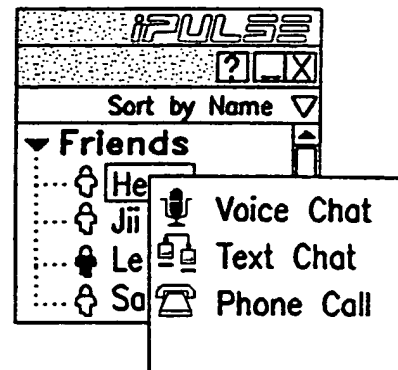 iPULSE
? _ X
Sort by Name
Friends
He
Jii
Le
Sa
Voice Chat
Text Chat
Phone Call